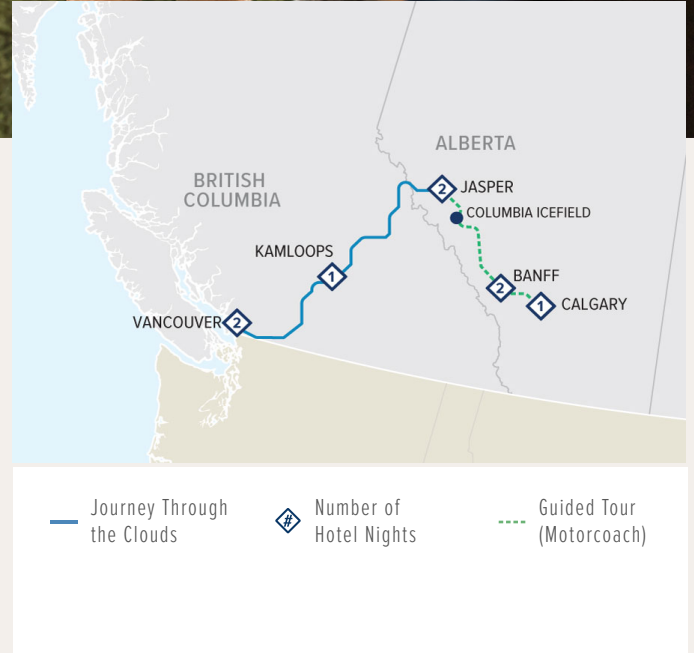 ALBERTA
BRITISH
COLUMBIA
2 JASPER
COLUMBIA ICEFIELD
KAMLOOPS
1
BANFF
2
1 CALGARY
VANCOUVER 2
Journey Through
the Clouds
# Number of
Hotel Nights
Guided Tour
(Motorcoach)